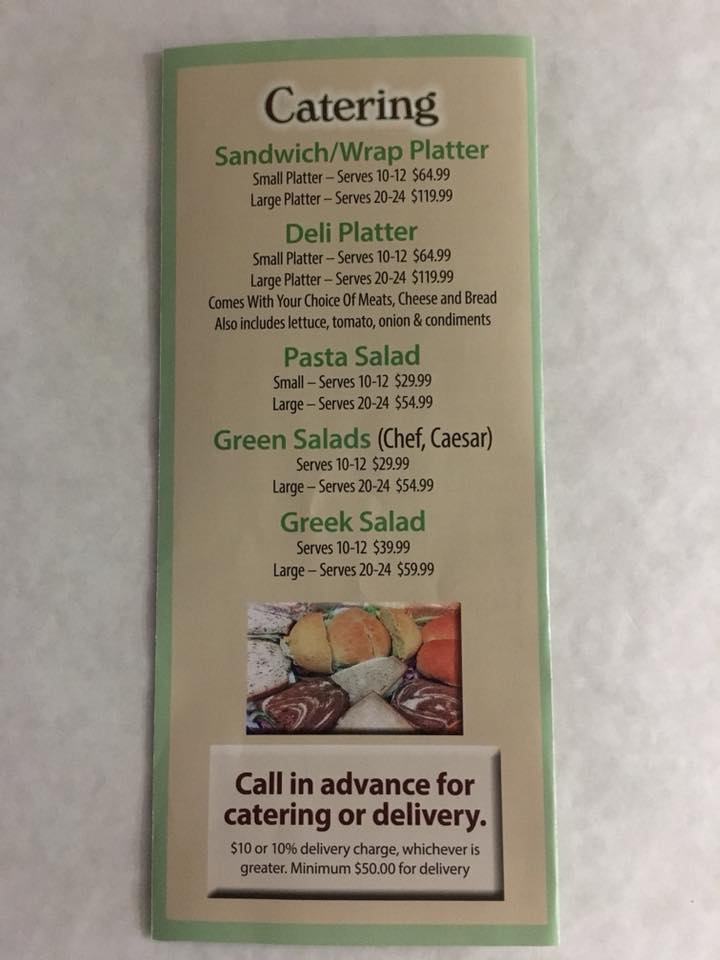 Catering
Sandwich/Wrap Platter
Small Platter – Serves 10-12 $64.99
Large Platter – Serves 20-24 $119.99
Deli Platter
Small Platter – Serves 10-12 $64.99
Large Platter – Serves 20-24 $119.99
Comes With Your Choice Of Meats, Cheese and Bread
Also includes lettuce, tomato, onion & condiments
Pasta Salad
Small – Serves 10-12 $29.99
Large – Serves 20-24 $54.99
Green Salads (Chef, Caesar)
Serves 10-12 $29.99
Large – Serves 20-24 $54.99
Greek Salad
Serves 10-12 $39.99
Large – Serves 20-24 $59.99
Call in advance for
catering or delivery.
$10 or 10% delivery charge, whichever is
greater. Minimum $50.00 for delivery